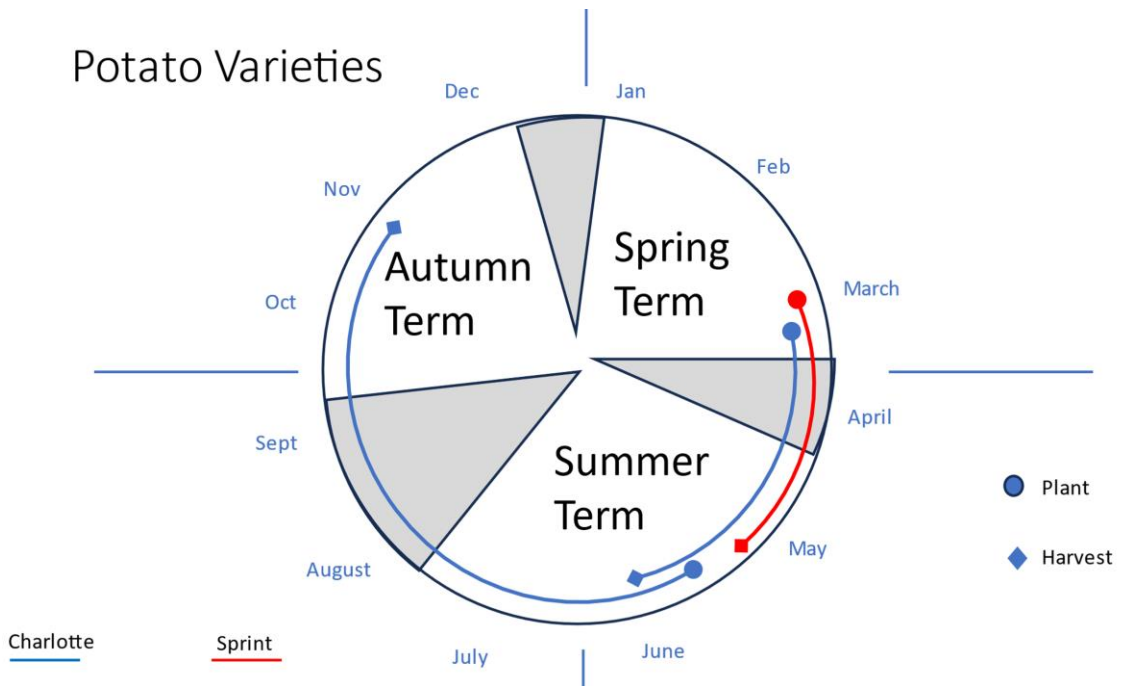 Potato Varieties
Dec
Jan
Nov
Feb
Autumn
Term
Spring
Term
Oct
March
Sept
April
Summer
Term
Plant
August
May
Harvest
Charlotte
Sprint
July
June